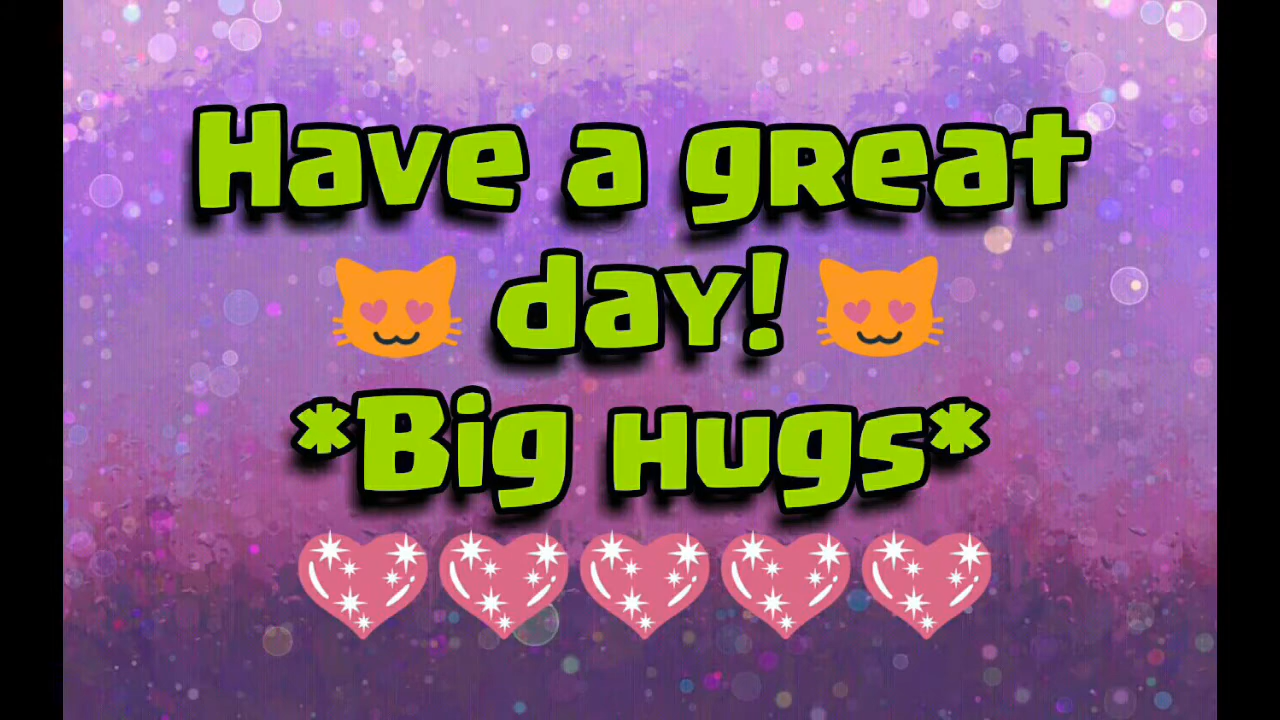 Have a great
😻 day! 😻
*Big hugs*
💖💖💖💖💖